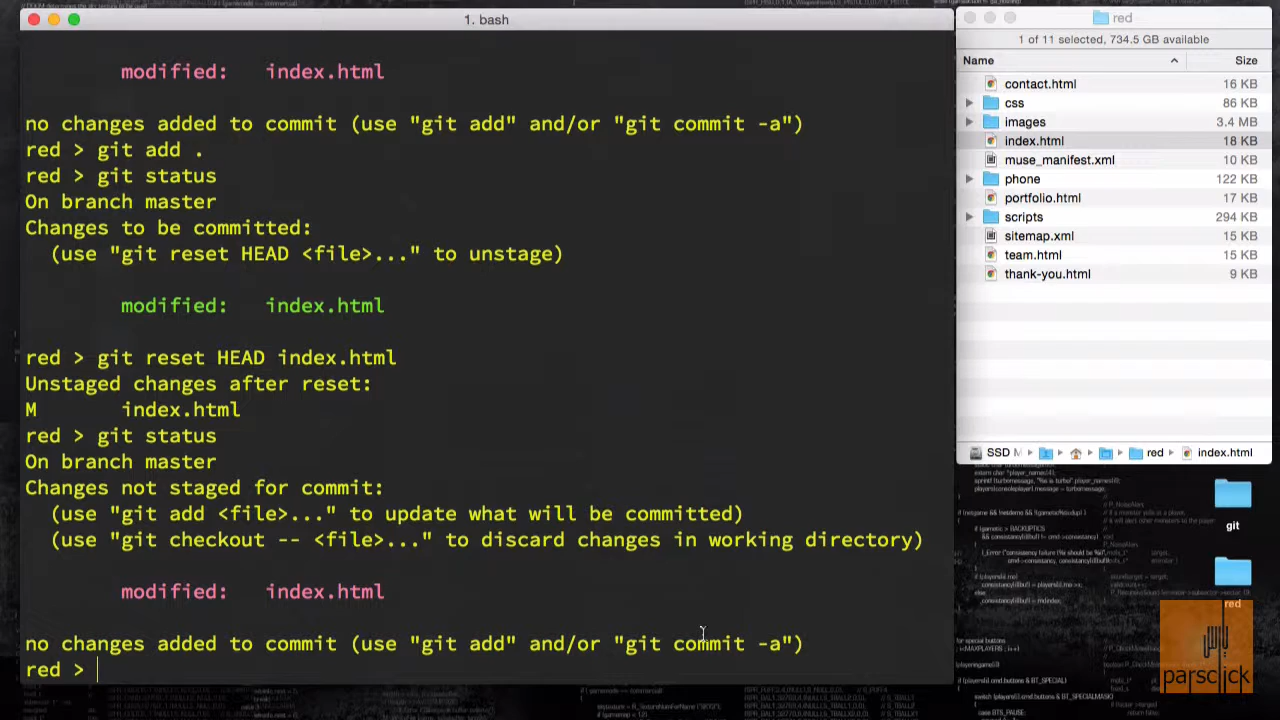 1. bash
modified:   index.html
no changes added to commit (use "git add" and/or "git commit -a")
red > git add .
red > git status
On branch master
Changes to be committed:
  (use "git reset HEAD <file>..." to unstage)
modified:   index.html
red > git reset HEAD index.html
Unstaged changes after reset:
M       index.html
red > git status
On branch master
Changes not staged for commit:
  (use "git add <file>..." to update what will be committed)
  (use "git checkout -- <file>..." to discard changes in working directory)
modified:   index.html
no changes added to commit (use "git add" and/or "git commit -a")
red >
red
1 of 11 selected, 734.5 GB available
Name Size
contact.html 16 KB
css 86 KB
images 3.4 MB
index.html 18 KB
muse_manifest.xml 10 KB
phone 122 KB
portfolio.html 17 KB
scripts 294 KB
sitemap.xml 15 KB
team.html 15 KB
thank-you.html 9 KB
SSD red index.html
git
red
پارس
parsclick